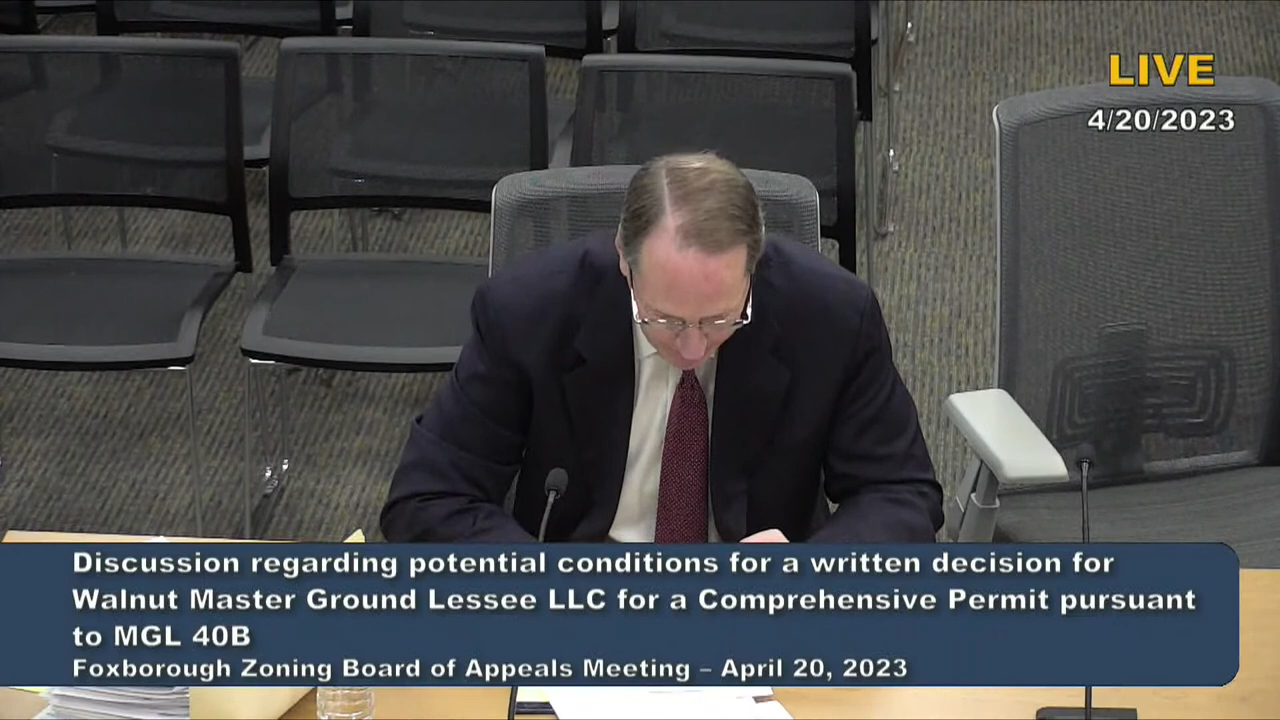 LIVE
4/20/2023
Discussion regarding potential conditions for a written decision for
Walnut Master Ground Lessee LLC for a Comprehensive Permit pursuant
to MGL 40B
Foxborough Zoning Board of Appeals Meeting – April 20, 2023